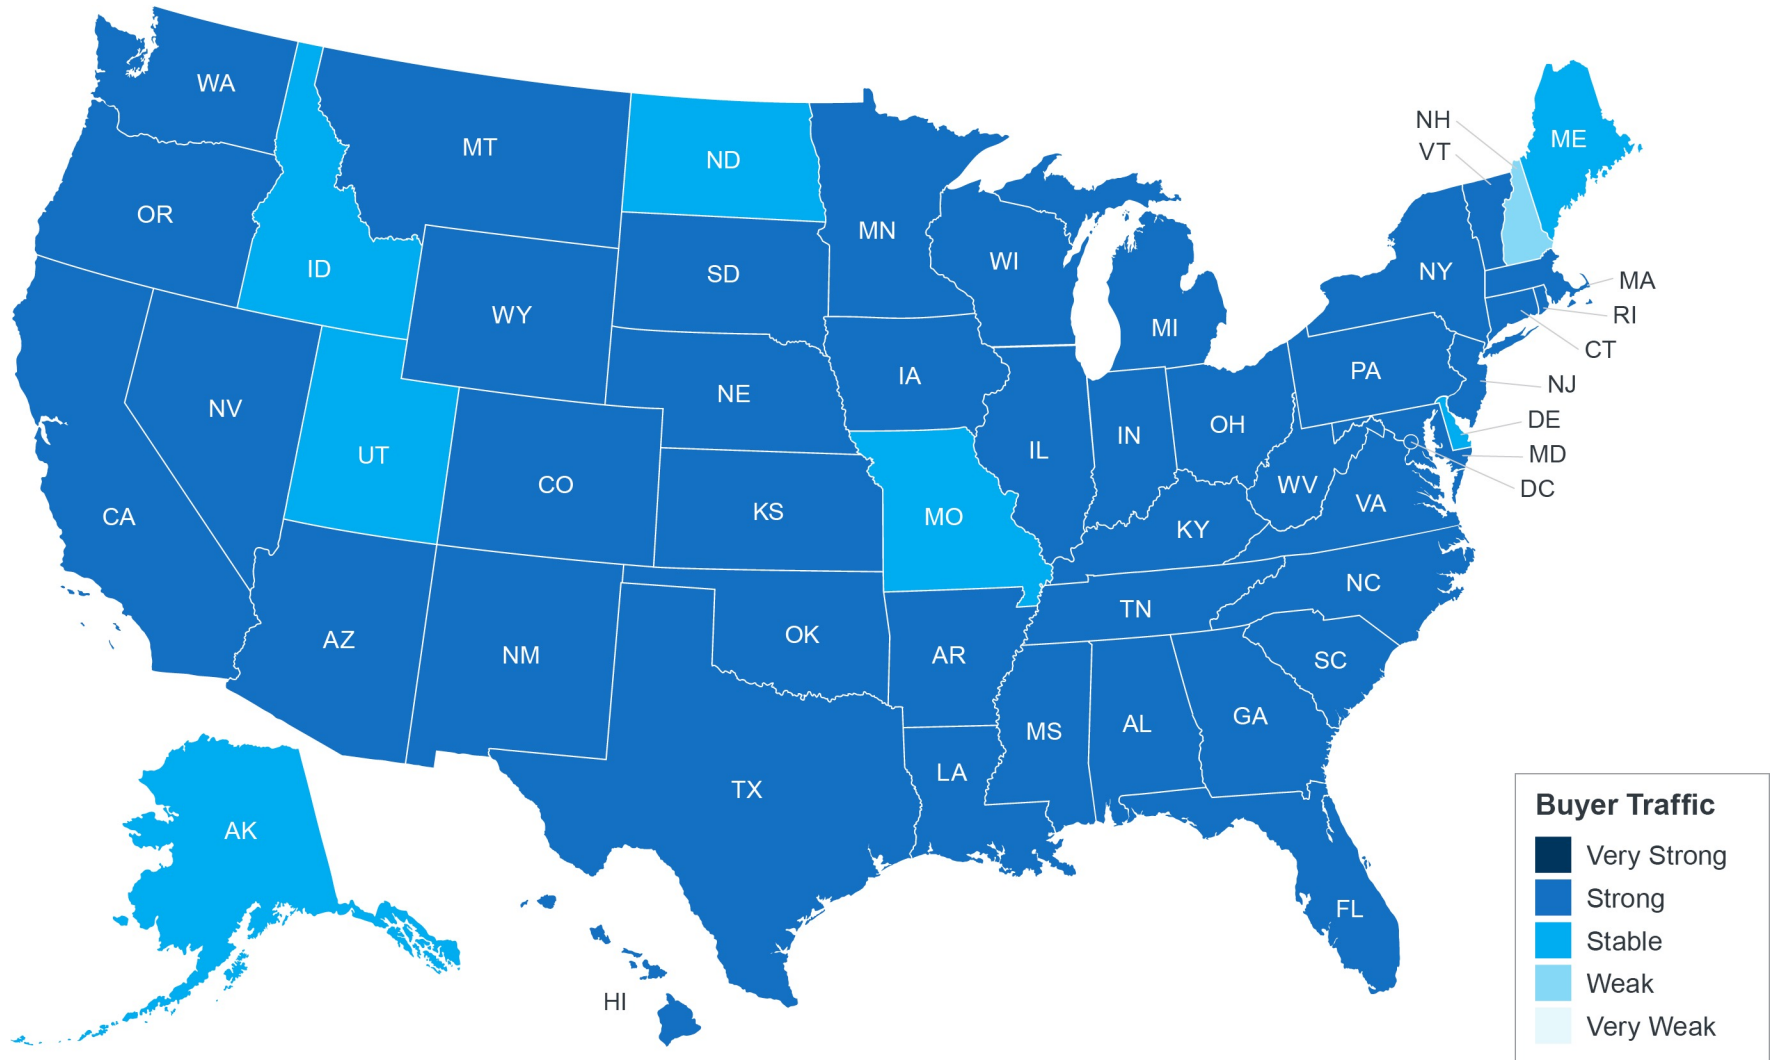 WA
MT
ND
ME
NH
VT
OR
MN
ID
SD
WI
NY
MA
WY
MI
RI
CT
IA
PA
NJ
NE
NV
OH
DE
IN
IL
UT
MD
CO
WV
DC
VA
KS
CA
MO
KY
NC
TN
AZ
OK
NM
AR
SC
GA
AL
MS
LA
TX
AK
FL
HI
Buyer Traffic
Very Strong
Strong
Stable
Weak
Very Weak